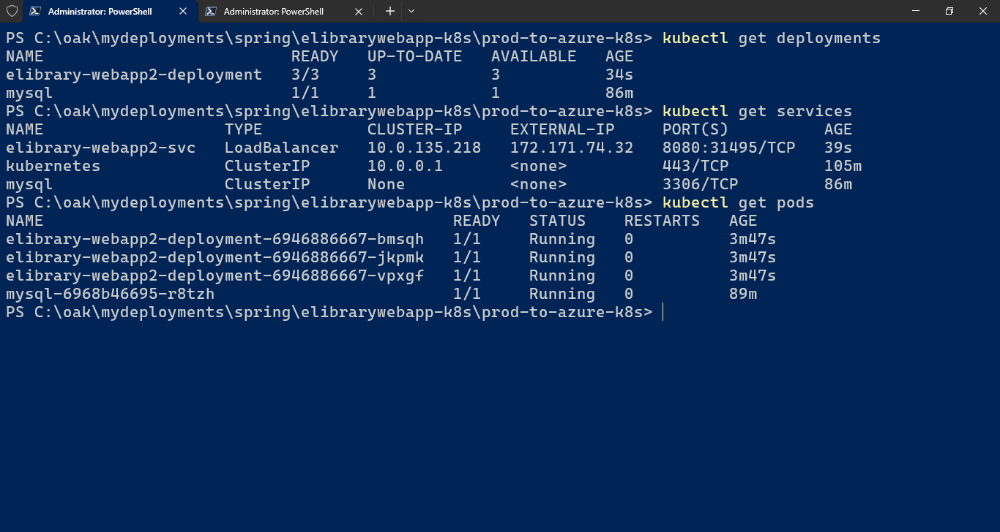 Administrator: PowerShell
Administrator: PowerShell
PS C:\oak\mydeployments\spring\elibrarywebapp-k8s\prod-to-azure-k8s> kubectl get deployments
NAME                          READY   UP-TO-DATE   AVAILABLE   AGE
elibrary-webapp2-deployment   3/3     3            3           34s
mysql                         1/1     1            1           86m
PS C:\oak\mydeployments\spring\elibrarywebapp-k8s\prod-to-azure-k8s> kubectl get services
NAME                   TYPE           CLUSTER-IP     EXTERNAL-IP     PORT(S)          AGE
elibrary-webapp2-svc   LoadBalancer   10.0.135.218   172.171.74.32   8080:31495/TCP   39s
kubernetes             ClusterIP      10.0.0.1       <none>          443/TCP          105m
mysql                  ClusterIP      None           <none>          3306/TCP         86m
PS C:\oak\mydeployments\spring\elibrarywebapp-k8s\prod-to-azure-k8s> kubectl get pods
NAME                                           READY   STATUS    RESTARTS   AGE
elibrary-webapp2-deployment-6946886667-bmsqh   1/1     Running   0          3m47s
elibrary-webapp2-deployment-6946886667-jkpmk   1/1     Running   0          3m47s
elibrary-webapp2-deployment-6946886667-vpxgf   1/1     Running   0          3m47s
mysql-6968b46695-r8tzh                         1/1     Running   0          89m
PS C:\oak\mydeployments\spring\elibrarywebapp-k8s\prod-to-azure-k8s>